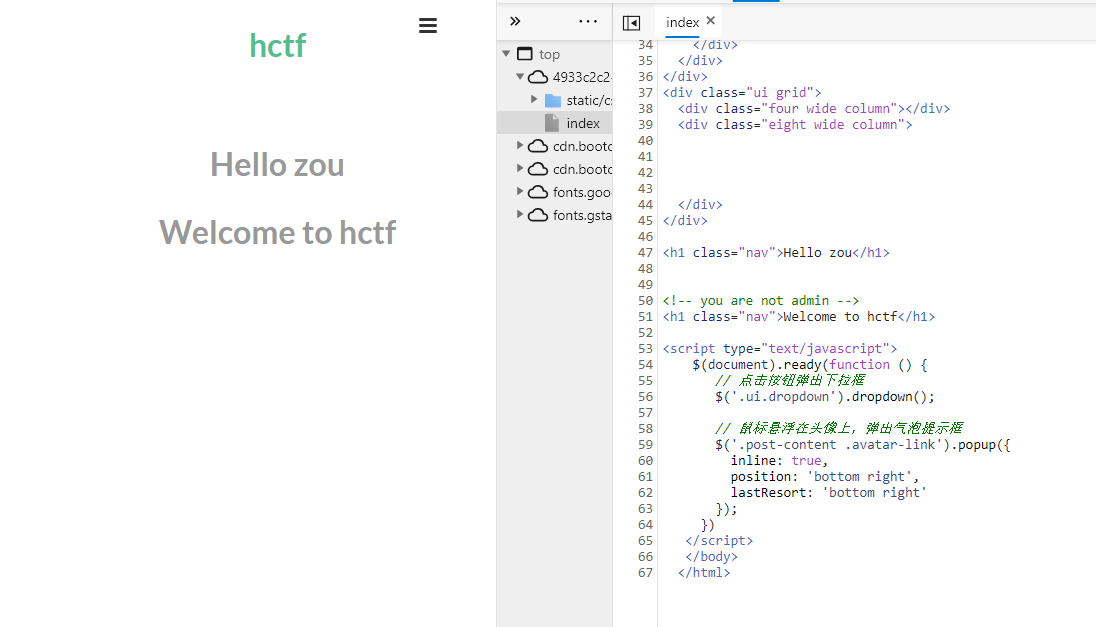 hctf
Hello zou
Welcome to hctf
index
top
4933c2c2-
static/cs
index
cdn.bootc
cdn.bootc
fonts.goo
fonts.gsta
34 </div>
35 </div>
36 </div>
37 <div class="ui grid">
38 <div class="four wide column"></div>
39 <div class="eight wide column">
40
41
42
43
44 </div>
45 </div>
46
47 <h1 class="nav">Hello zou</h1>
48
49
50 <!-- you are not admin -->
51 <h1 class="nav">Welcome to hctf</h1>
52
53 <script type="text/javascript">
54 $(document).ready(function () {
55 // 点击按钮弹出下拉框
56 $('.ui.dropdown').dropdown();
57
58 // 鼠标悬浮在头像上，弹出气泡提示框
59 $('.post-content .avatar-link').popup({
60 inline: true,
61 position: 'bottom right',
62 lastResort: 'bottom right'
63 });
64 })
65 </script>
66 </body>
67 </html>